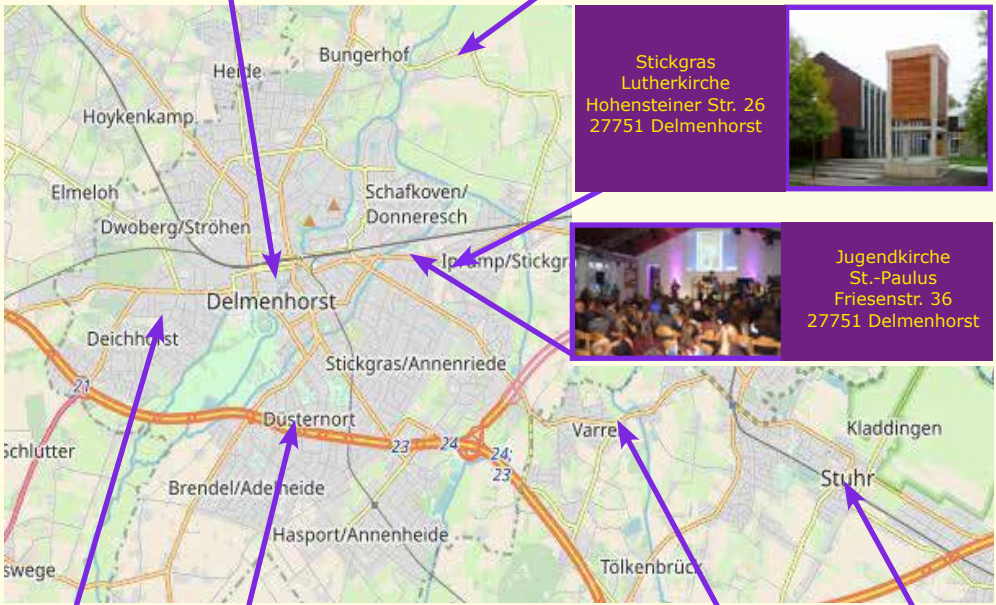 Bungerhof
Heide
Hoykenkamp
Elmeloh
Schafkoven/
Donneresch
Dwoberg/Ströhen
Iprump/Stickgr
Delmenhorst
Deichhorst
Stickgras/Annenriede
21
Düsternort
23
24
24;
23
Schlutter
Brendel/Adelheide
Hasport/Annenheide
swege
Varrel
Kladdingen
Stuhr
Tölkenbrück
Stickgras
Lutherkirche
Hohensteiner Str. 26
27751 Delmenhorst
Jugendkirche
St.-Paulus
Friesenstr. 36
27751 Delmenhorst